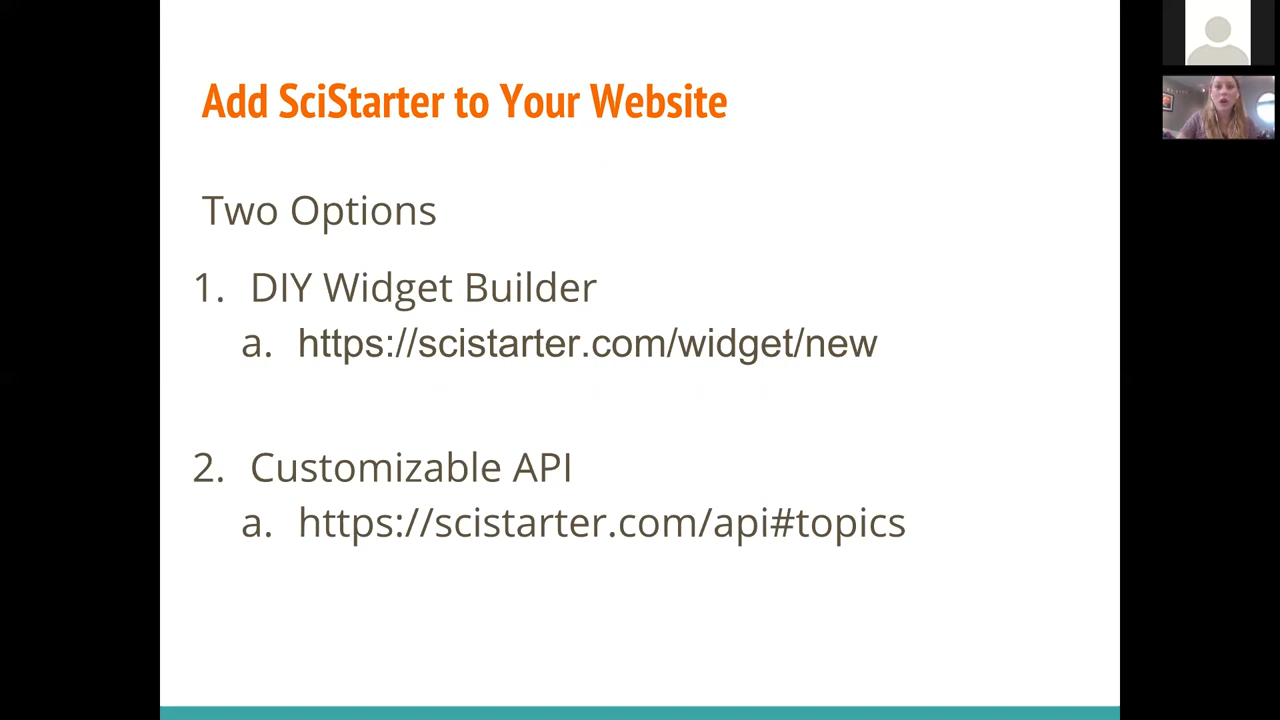 Add SciStarter to Your Website
Two Options
1. DIY Widget Builder
a. https://scistarter.com/widget/new
2. Customizable API
a. https://scistarter.com/api#topics